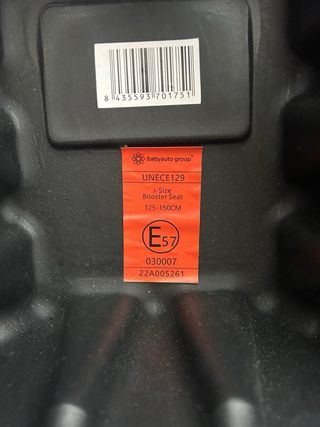 8 435593 701751
babyauto group®
UNECE129
i-Size
Booster Seat
125-150CM
E57
030007
22A005261